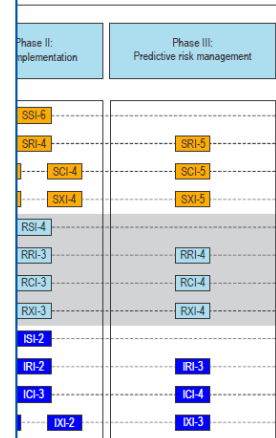 Phase II:
mplementation
Phase III:
Predictive risk management
SSI-6
SRI-4 SRI-5
SCI-4 SCI-5
SXI-4 SXI-5
RSI-4
RRI-3 RRI-4
RCI-3 RCI-4
RXI-3 RXI-4
ISI-2
IRI-2 IRI-3
ICI-3 ICI-4
IXI-2 IXI-3